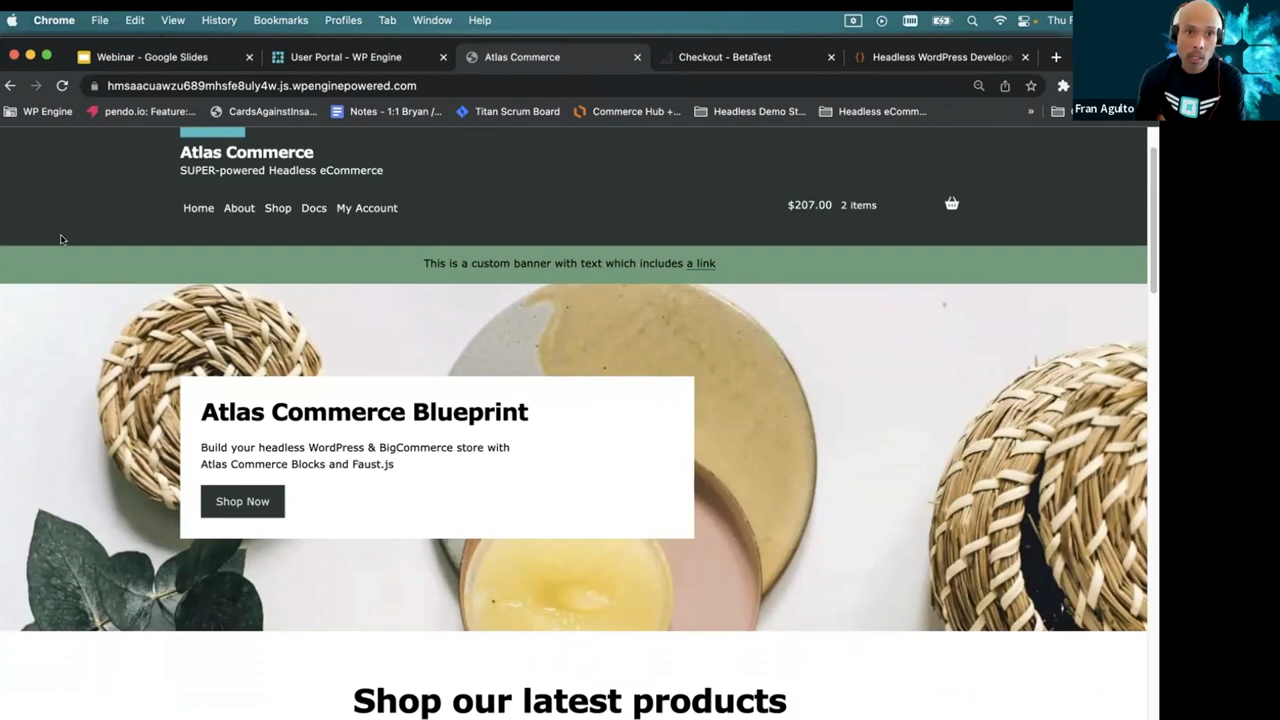 Chrome File Edit View History Bookmarks Profiles Tab Window Help
Webinar - Google Slides User Portal - WP Engine Atlas Commerce Checkout - BetaTest Headless WordPress Develope
hmsaacuawzu689mhsfe8uly4w.js.wpenginepowered.com
WP Engine pendo.io: Feature:... CardsAgainstInsa... Notes - 1:1 Bryan /... Titan Scrum Board Commerce Hub +... Headless Demo St... Headless eComm... »
Fran Agulto
Atlas Commerce
SUPER-powered Headless eCommerce
Home About Shop Docs My Account
$207.00 2 items
This is a custom banner with text which includes a link
Atlas Commerce Blueprint
Build your headless WordPress & BigCommerce store with
Atlas Commerce Blocks and Faust.js
Shop Now
Shop our latest products